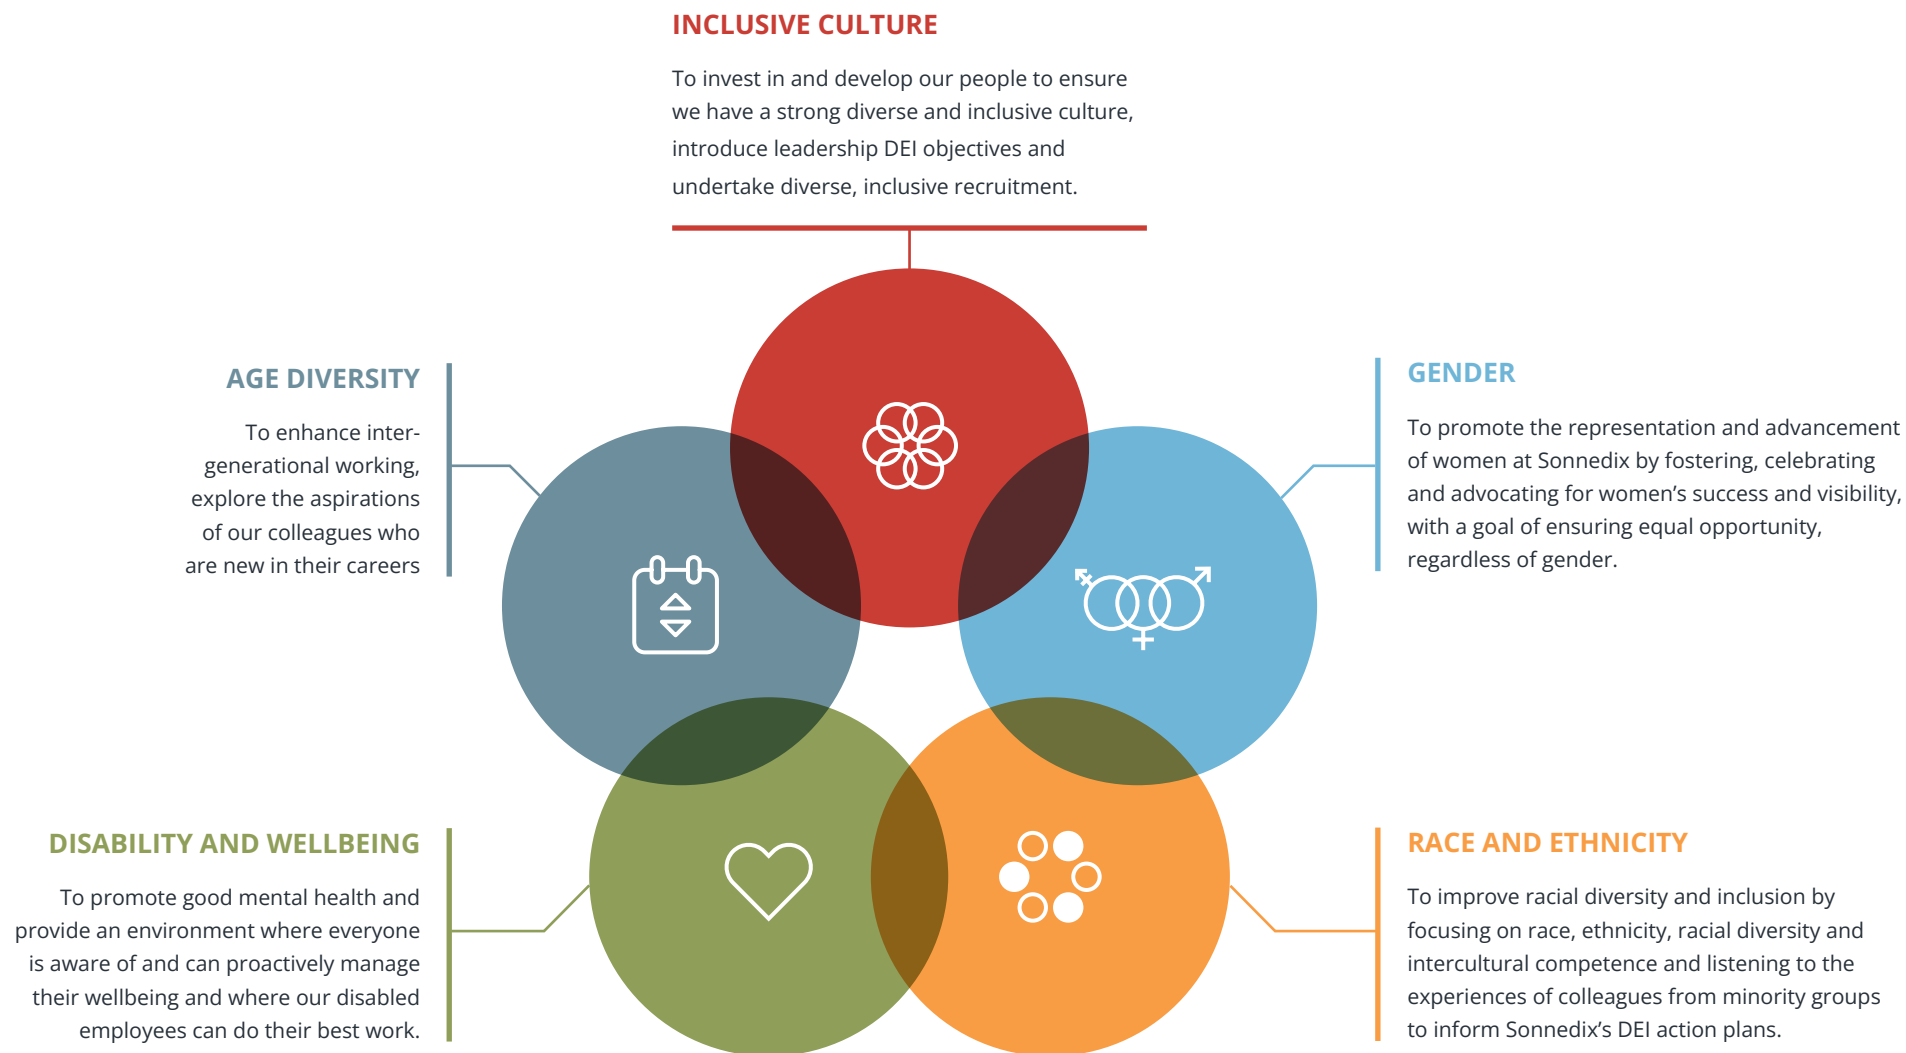 INCLUSIVE CULTURE
To invest in and develop our people to ensure
we have a strong diverse and inclusive culture,
introduce leadership DEI objectives and
undertake diverse, inclusive recruitment.
AGE DIVERSITY
To enhance inter-
generational working,
explore the aspirations
of our colleagues who
are new in their careers
GENDER
To promote the representation and advancement
of women at Sonnedix by fostering, celebrating
and advocating for women’s success and visibility,
with a goal of ensuring equal opportunity,
regardless of gender.
DISABILITY AND WELLBEING
To promote good mental health and
provide an environment where everyone
is aware of and can proactively manage
their wellbeing and where our disabled
employees can do their best work.
RACE AND ETHNICITY
To improve racial diversity and inclusion by
focusing on race, ethnicity, racial diversity and
intercultural competence and listening to the
experiences of colleagues from minority groups
to inform Sonnedix’s DEI action plans.